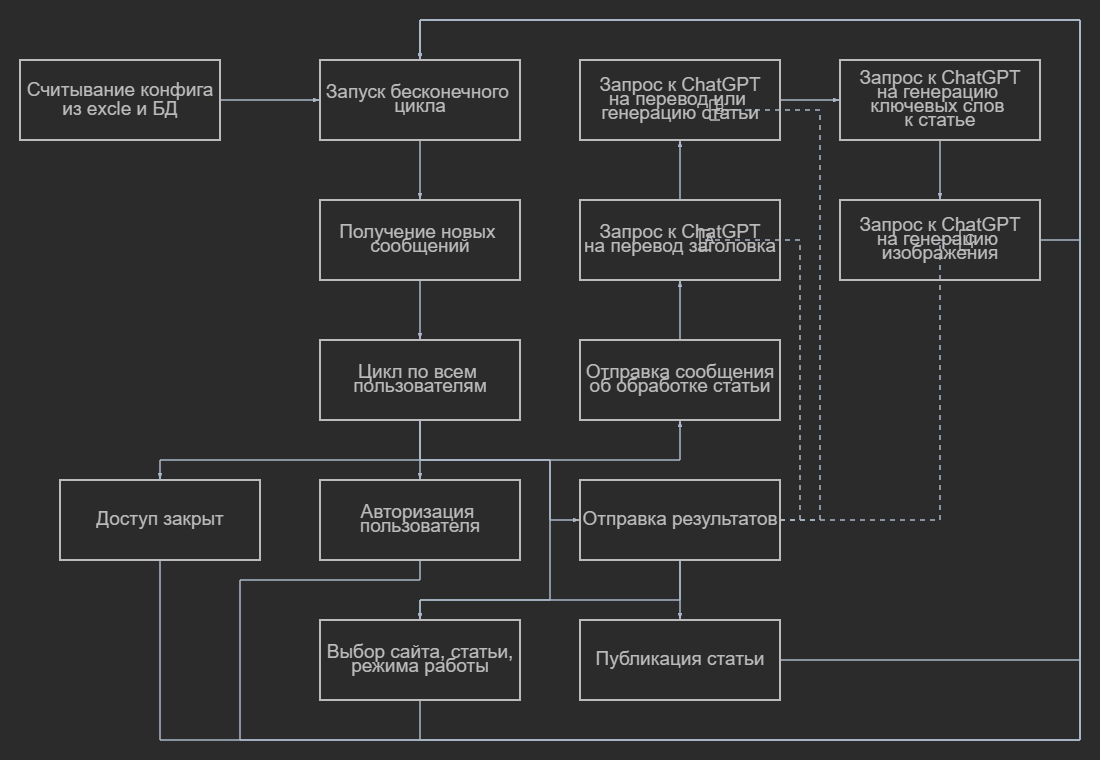 Считывание конфига
из excle и БД
Запуск бесконечного
цикла
Запрос к ChatGPT
на перевод или
генерацию статьи
Запрос к ChatGPT
на генерацию
ключевых слов
к статье
Получение новых
сообщений
Запрос к ChatGPT
на перевод заголовка
Запрос к ChatGPT
на генерацию
изображения
Цикл по всем
пользователям
Отправка сообщения
об обработке статьи
Доступ закрыт
Авторизация
пользователя
Отправка результатов
Выбор сайта, статьи,
режима работы
Публикация статьи